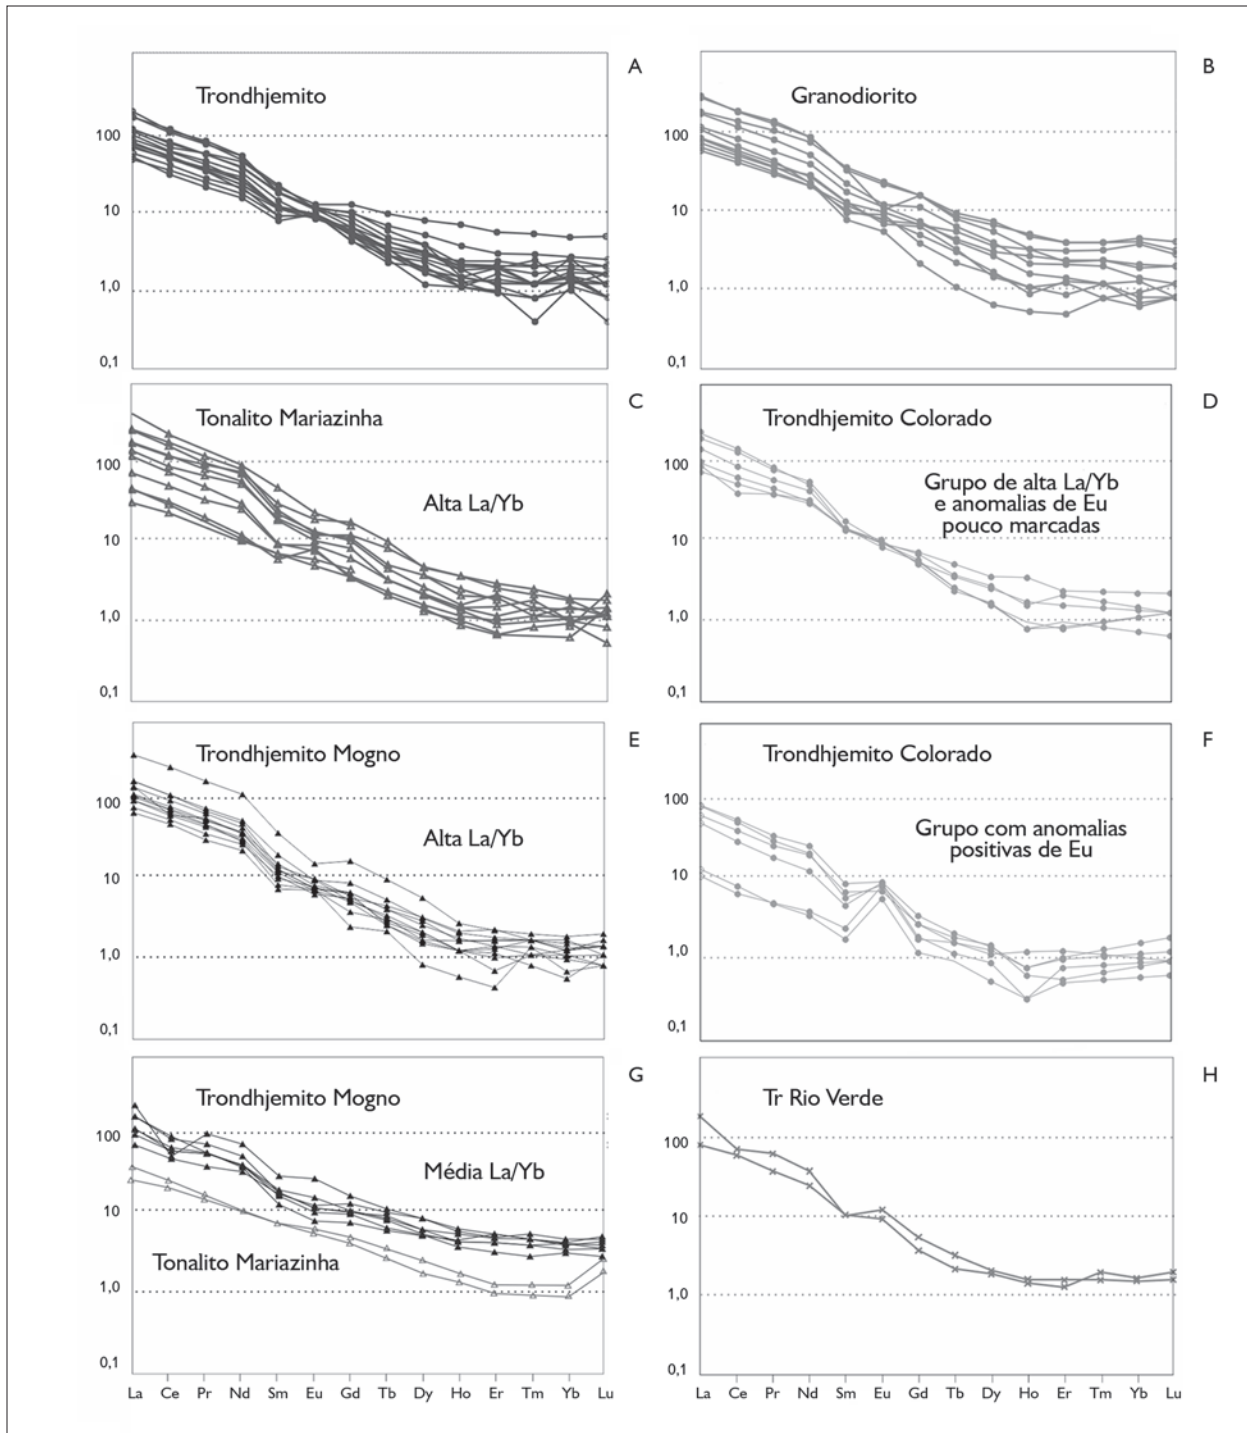 A
Trondhjemito
100
10
1.0
0,1
B
Granodiorito
100
10
1.0
0,1
C
Tonalito Mariazinha
Alta La/Yb
100
10
1.0
0,1
D
Trondhjemito Colorado
Grupo de alta La/Yb
e anomalias de Eu
pouco marcadas
100
10
1.0
0,1
E
Trondhjemito Mogno
Alta La/Yb
100
10
1.0
0,1
F
Trondhjemito Colorado
Grupo com anomalias
positivas de Eu
100
10
1.0
0,1
G
Trondhjemito Mogno
Média La/Yb
Tonalito Mariazinha
100
10
1,0
0,1
La Ce Pr Nd Sm Eu Gd Tb Dy Ho Er Tm Yb Lu
H
Tr Rio Verde
100
10
1,0
0,1
La Ce Pr Nd Sm Eu Gd Tb Dy Ho Er Tm Yb Lu